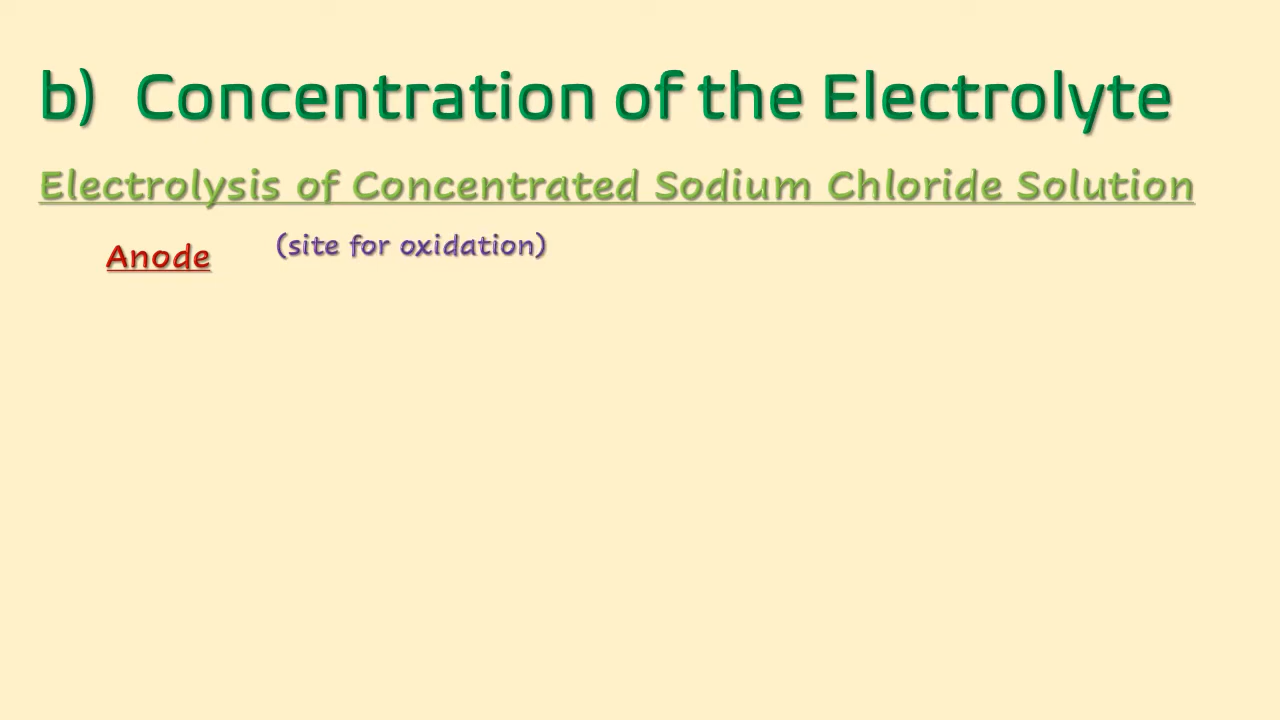 b) Concentration of the Electrolyte
Electrolysis of Concentrated Sodium Chloride Solution
Anode (site for oxidation)